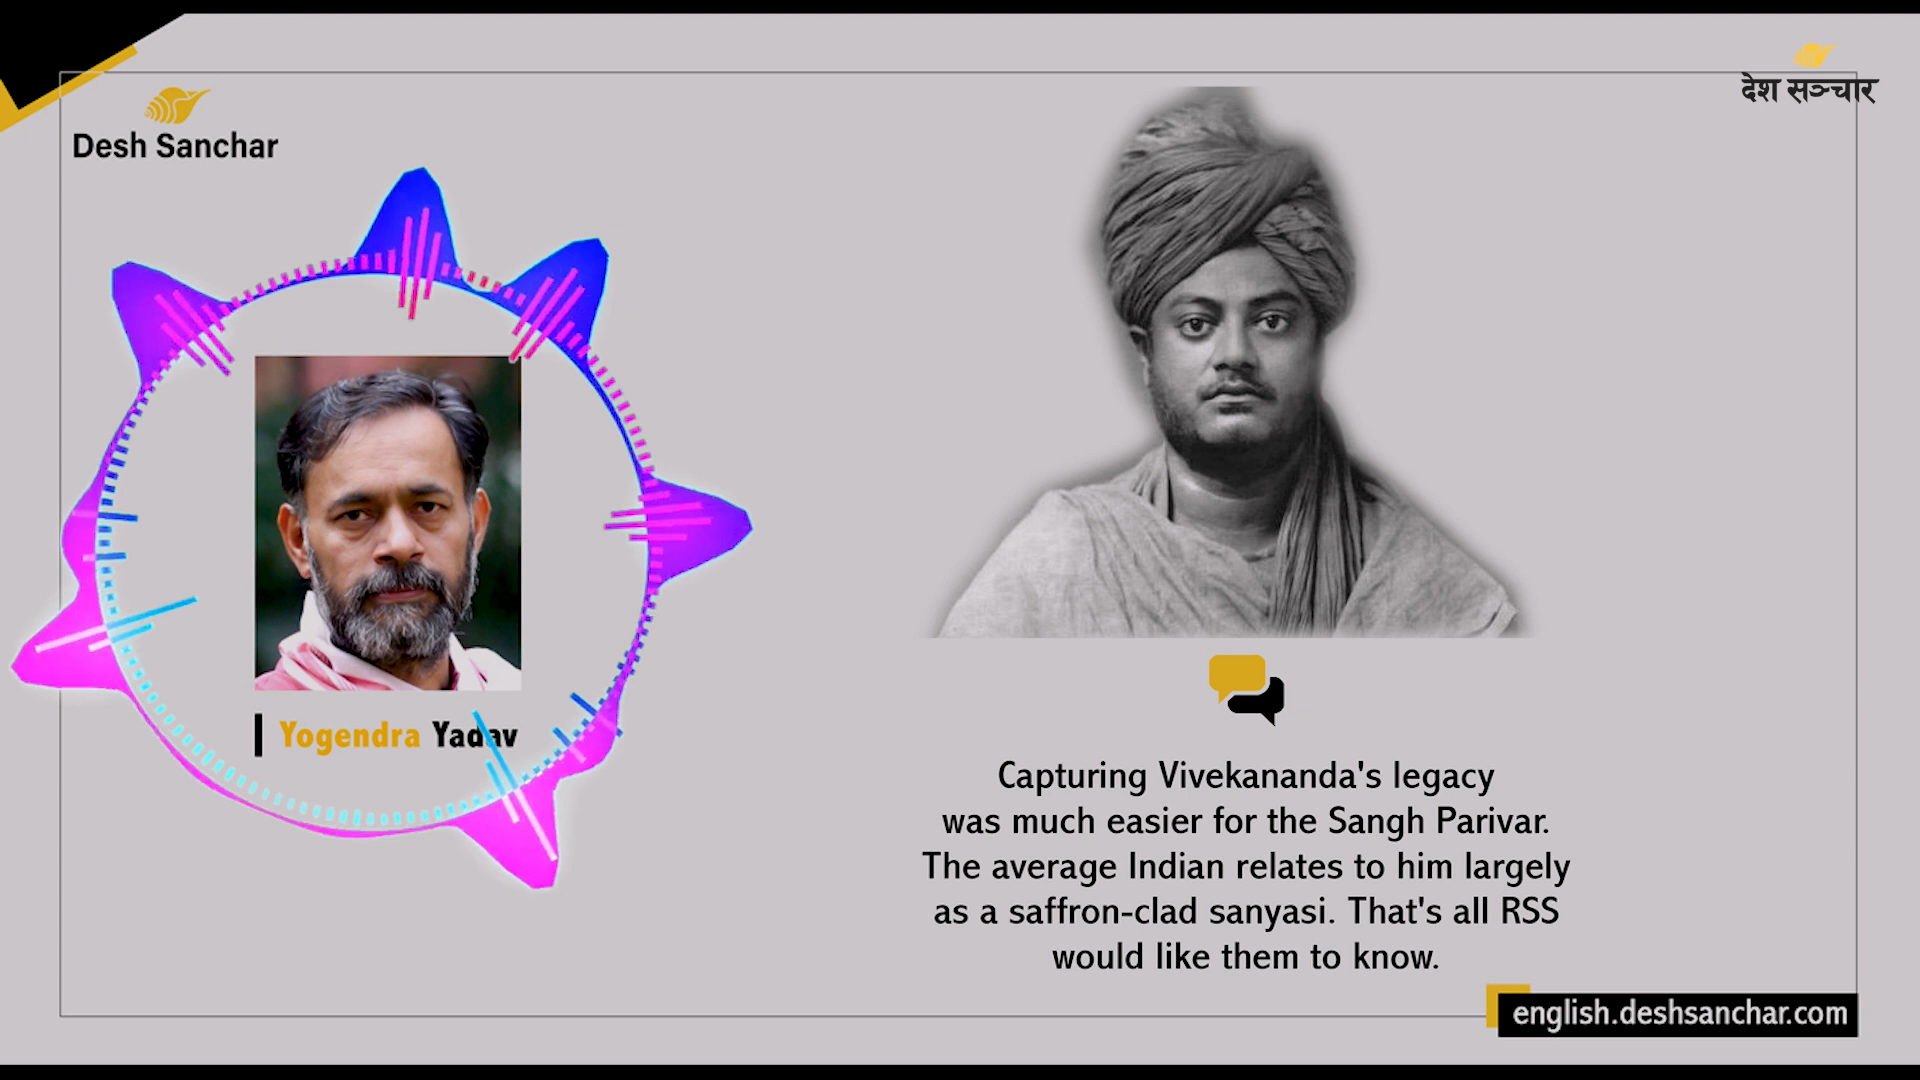 Desh Sanchar
देश सञ्चार
Yogendra Yadav
Capturing Vivekananda's legacy
was much easier for the Sangh Parivar.
The average Indian relates to him largely
as a saffron-clad sanyasi. That's all RSS
would like them to know.
english.deshsanchar.com